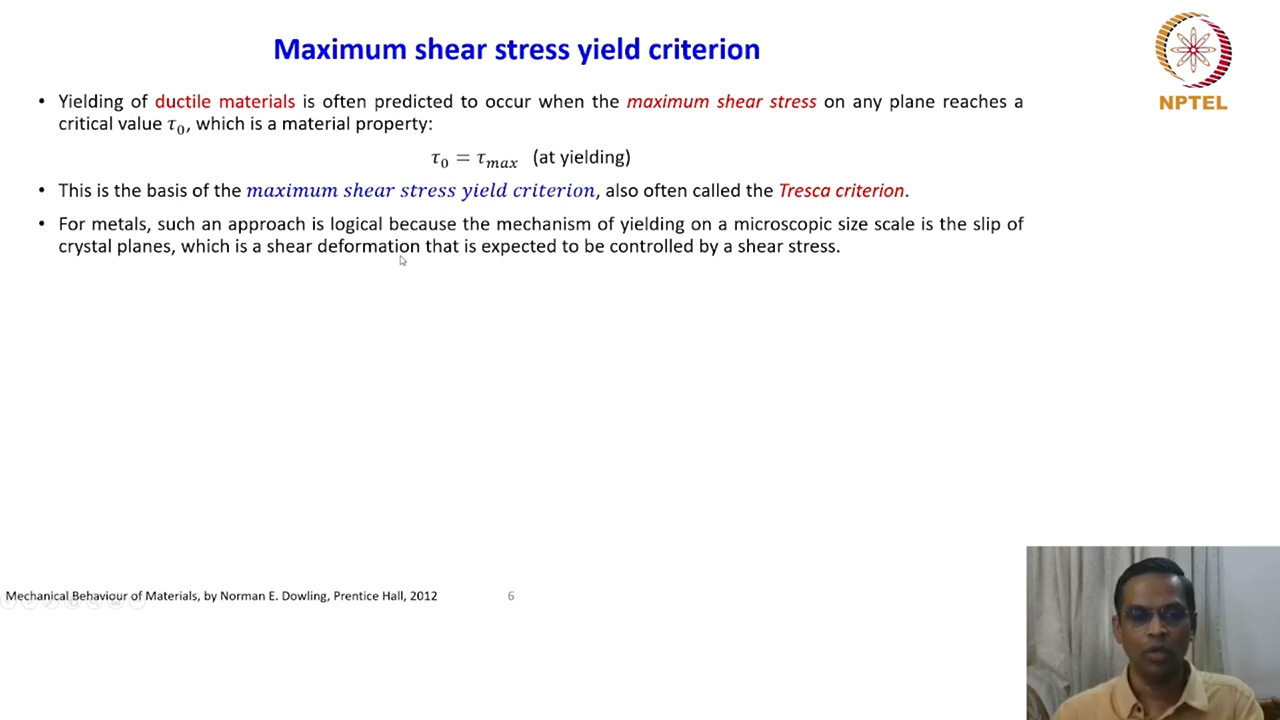 Maximum shear stress yield criterion
NPTEL
• Yielding of ductile materials is often predicted to occur when the maximum shear stress on any plane reaches a
critical value τ₀, which is a material property:
τ₀ = τₘₐₓ (at yielding)
• This is the basis of the maximum shear stress yield criterion, also often called the Tresca criterion.
• For metals, such an approach is logical because the mechanism of yielding on a microscopic size scale is the slip of
crystal planes, which is a shear deformation that is expected to be controlled by a shear stress.
Mechanical Behaviour of Materials, by Norman E. Dowling, Prentice Hall, 2012
6